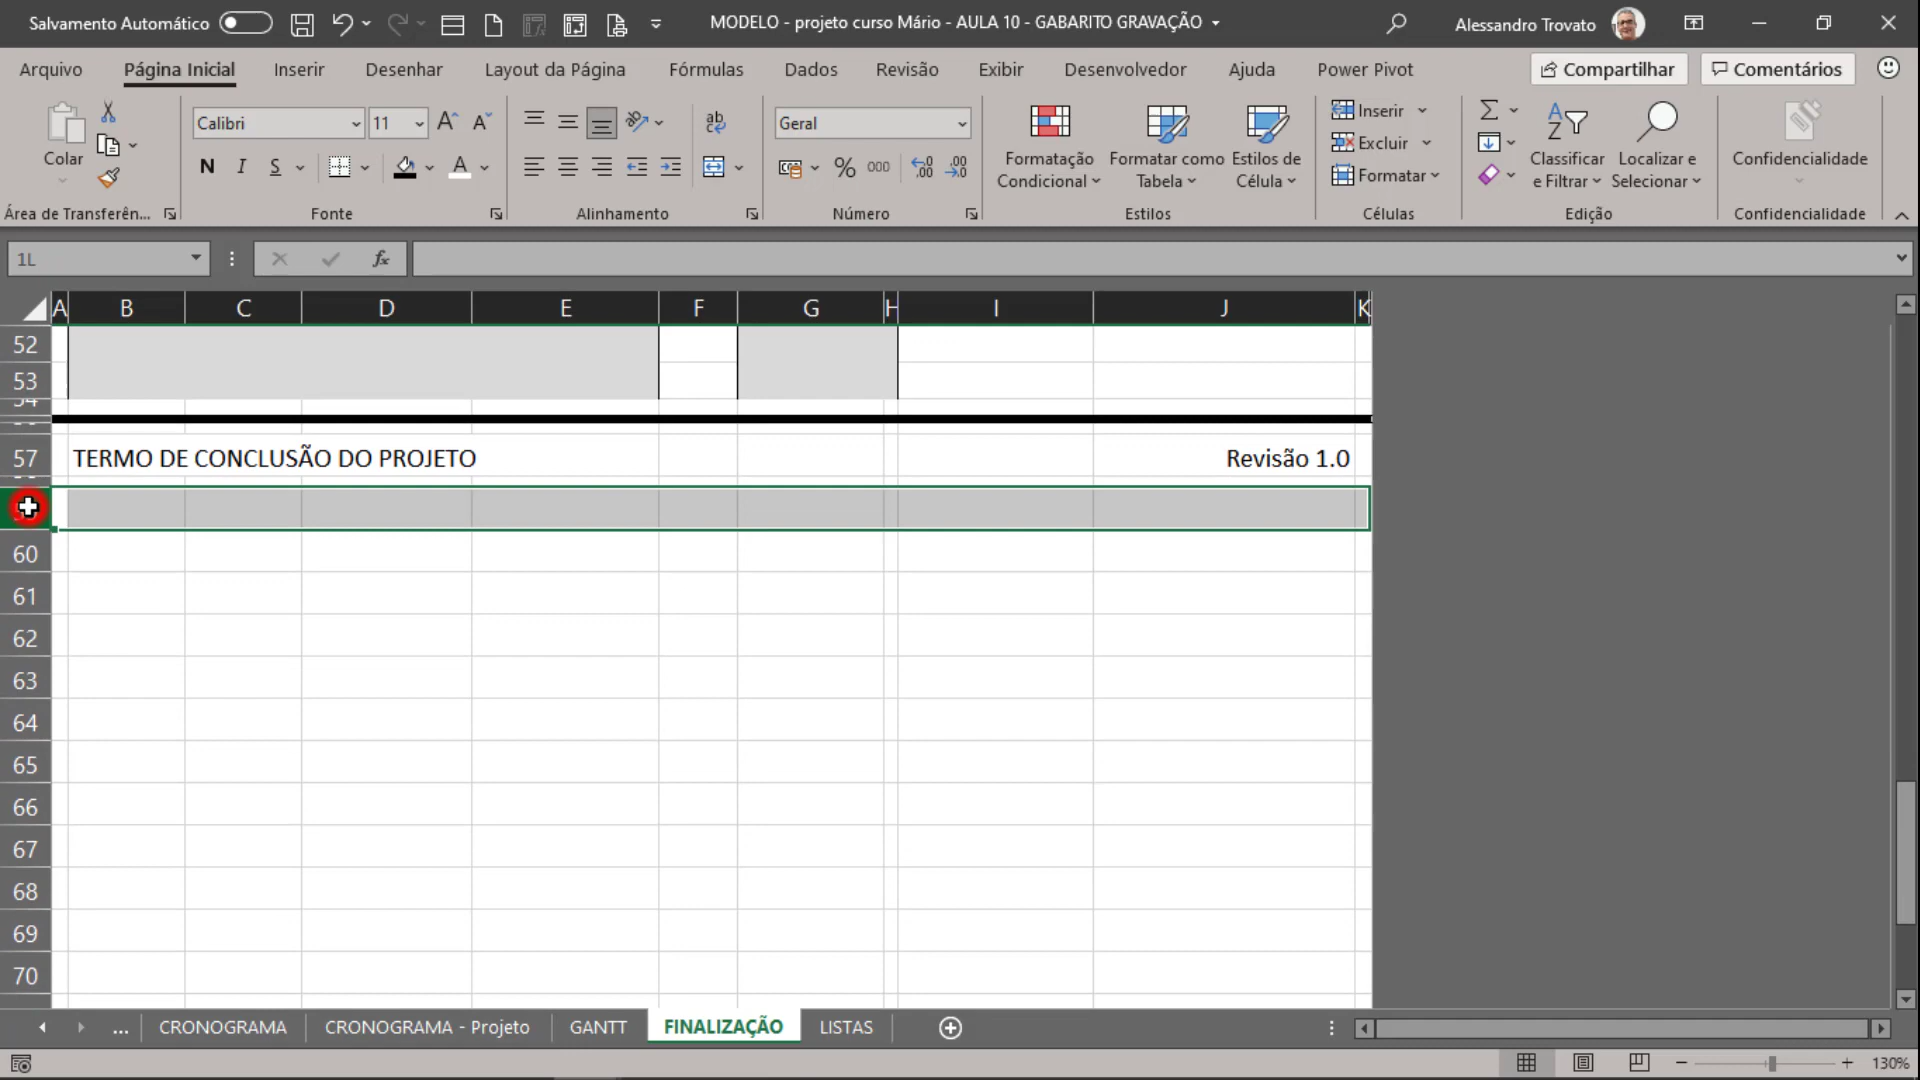 Salvamento Automático
MODELO - projeto curso Mário - AULA 10 - GABARITO GRAVAÇÃO
Alessandro Trovato
Arquivo Página Inicial Inserir Desenhar Layout da Página Fórmulas Dados Revisão Exibir Desenvolvedor Ajuda Power Pivot Compartilhar Comentários
Colar
Calibri 11
N I S
Geral
% 000
Formatação Condicional
Formatar como Tabela
Estilos de Célula
Inserir
Excluir
Formatar
Classificar e Filtrar
Localizar e Selecionar
Confidencialidade
Área de Transferên... Fonte Alinhamento Número Estilos Células Edição Confidencialidade
1L fx
A B C D E F G H I J K
52
53
57 TERMO DE CONCLUSÃO DO PROJETO Revisão 1.0
60
61
62
63
64
65
66
67
68
69
70
... CRONOGRAMA CRONOGRAMA - Projeto GANTT FINALIZAÇÃO LISTAS
130%